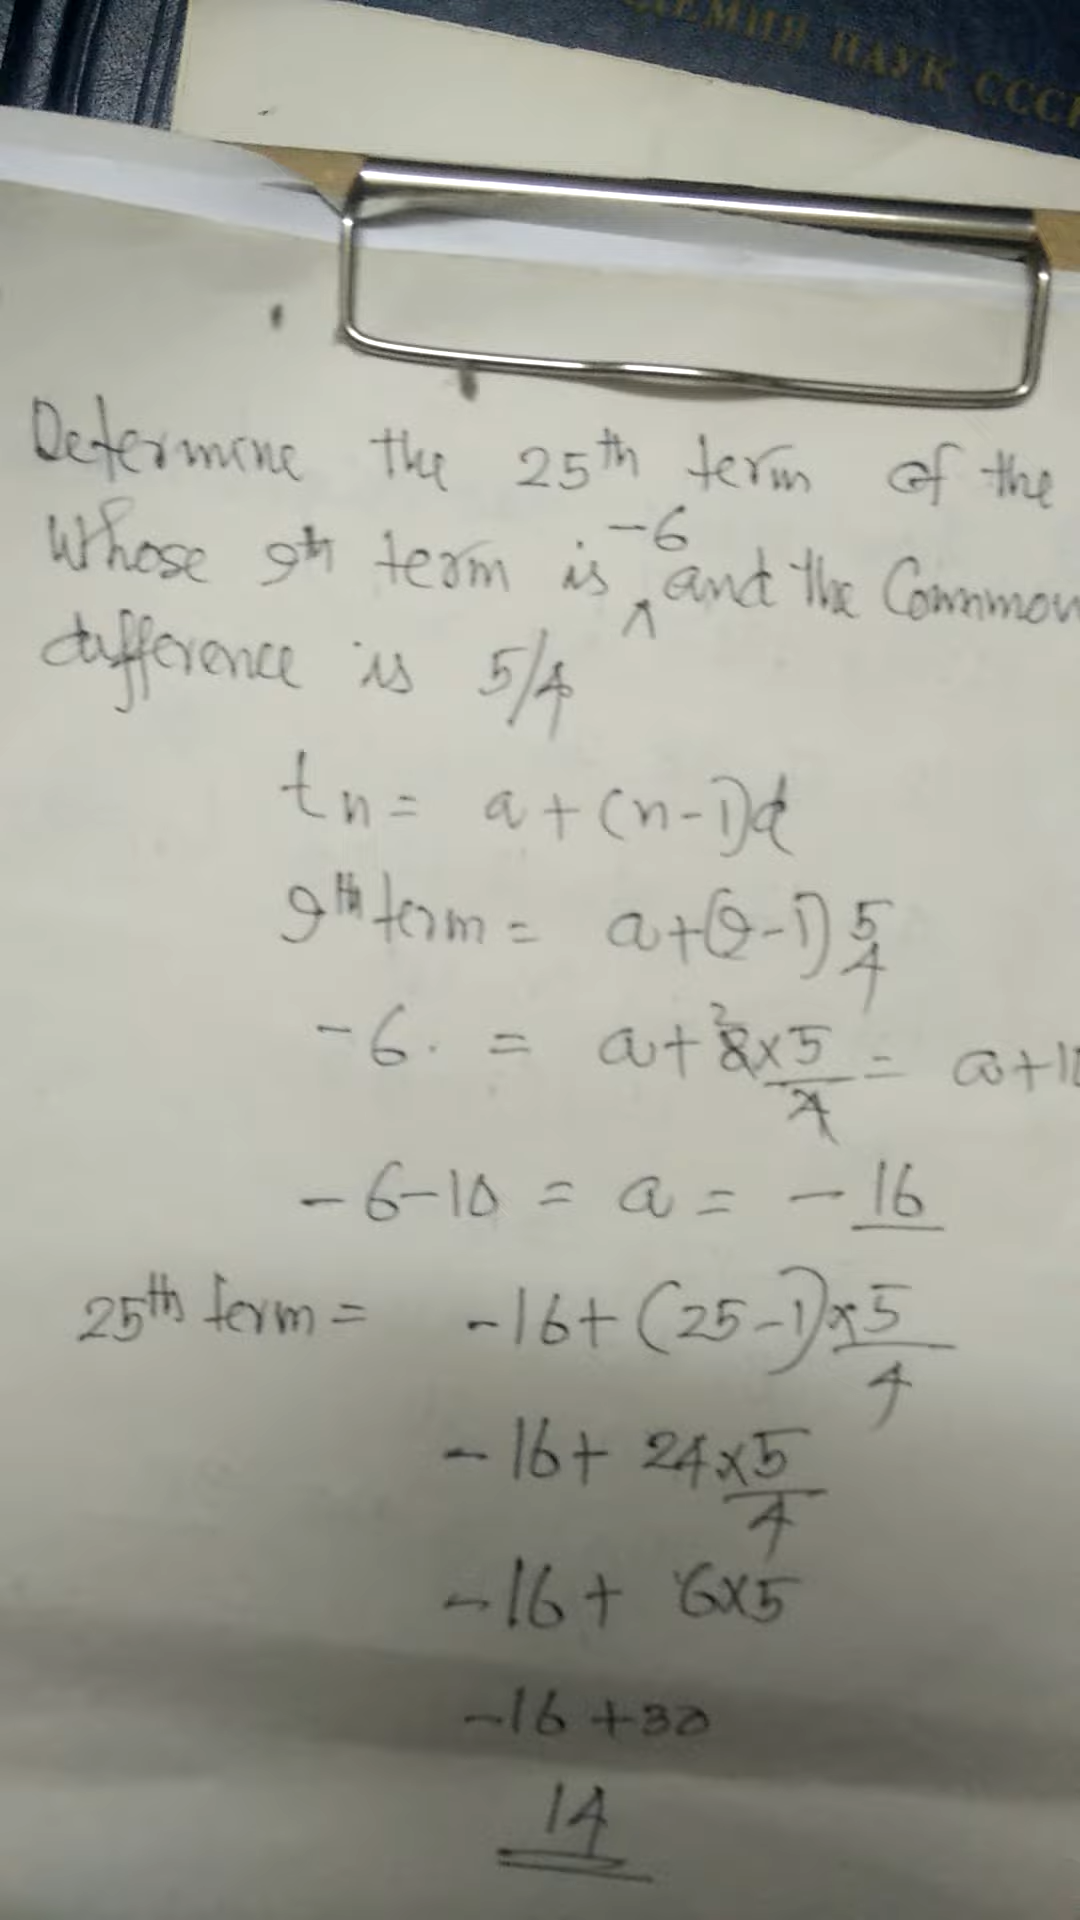 АДЕМИЯ НАУК СССР
Determine the 25th term of the
whose 9th term is -6 and the Common
difference is 5/4
tn = a + (n-1)d
9th term = a+(9-1) 5/4
-6. = a + 8x5/4 = a+10
-6-10 = a = -16
25th term = -16+ (25-1)x5/4
-16+ 24x5/4
-16+ 6x5
-16 +30
14